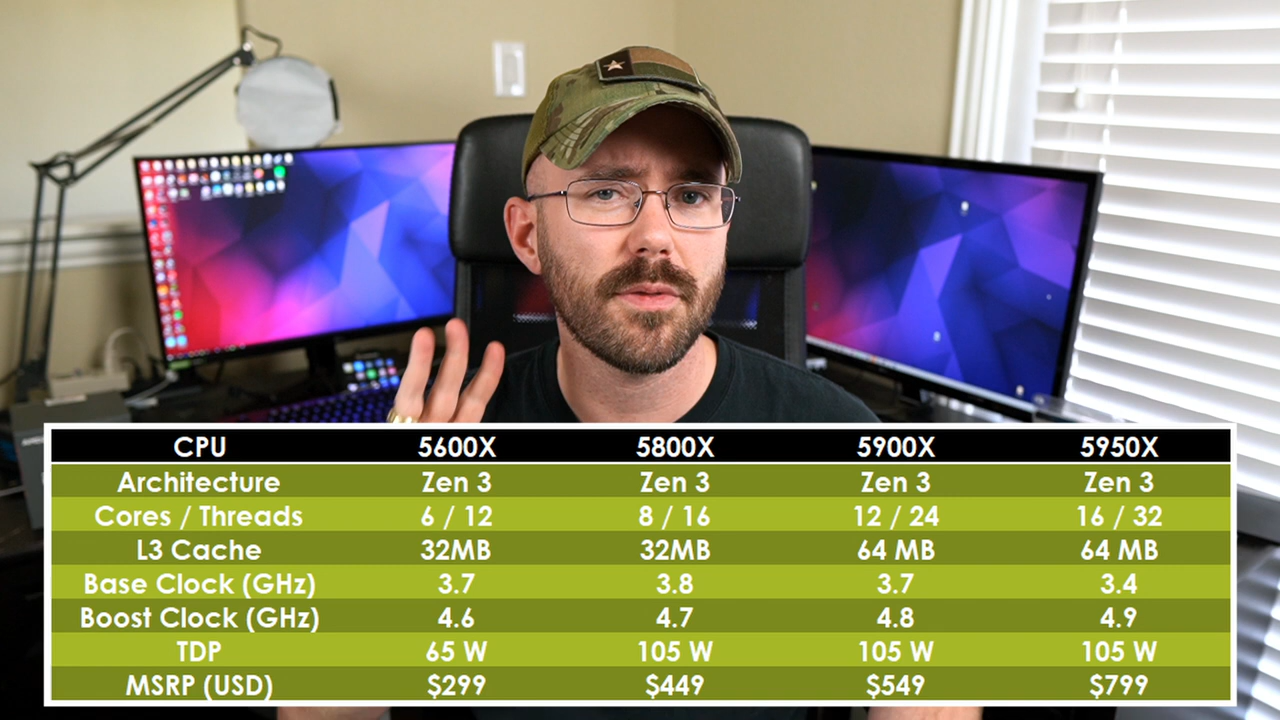 CPU 5600X 5800X 5900X 5950X
Architecture Zen 3 Zen 3 Zen 3 Zen 3
Cores / Threads 6 / 12 8 / 16 12 / 24 16 / 32
L3 Cache 32MB 32MB 64 MB 64 MB
Base Clock (GHz) 3.7 3.8 3.7 3.4
Boost Clock (GHz) 4.6 4.7 4.8 4.9
TDP 65 W 105 W 105 W 105 W
MSRP (USD) $299 $449 $549 $799